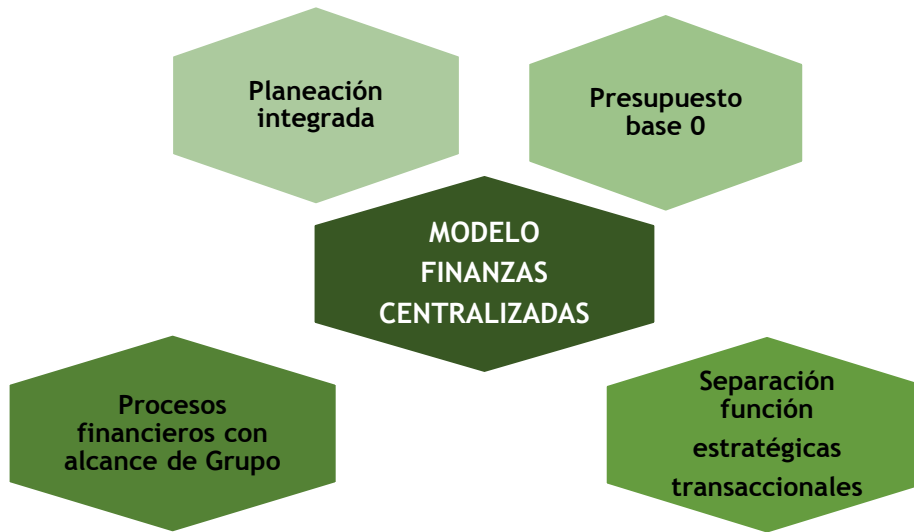 Planeación
integrada
Presupuesto
base 0
MODELO
FINANZAS
CENTRALIZADAS
Procesos
financieros con
alcance de Grupo
Separación
función
estratégicas
transaccionales